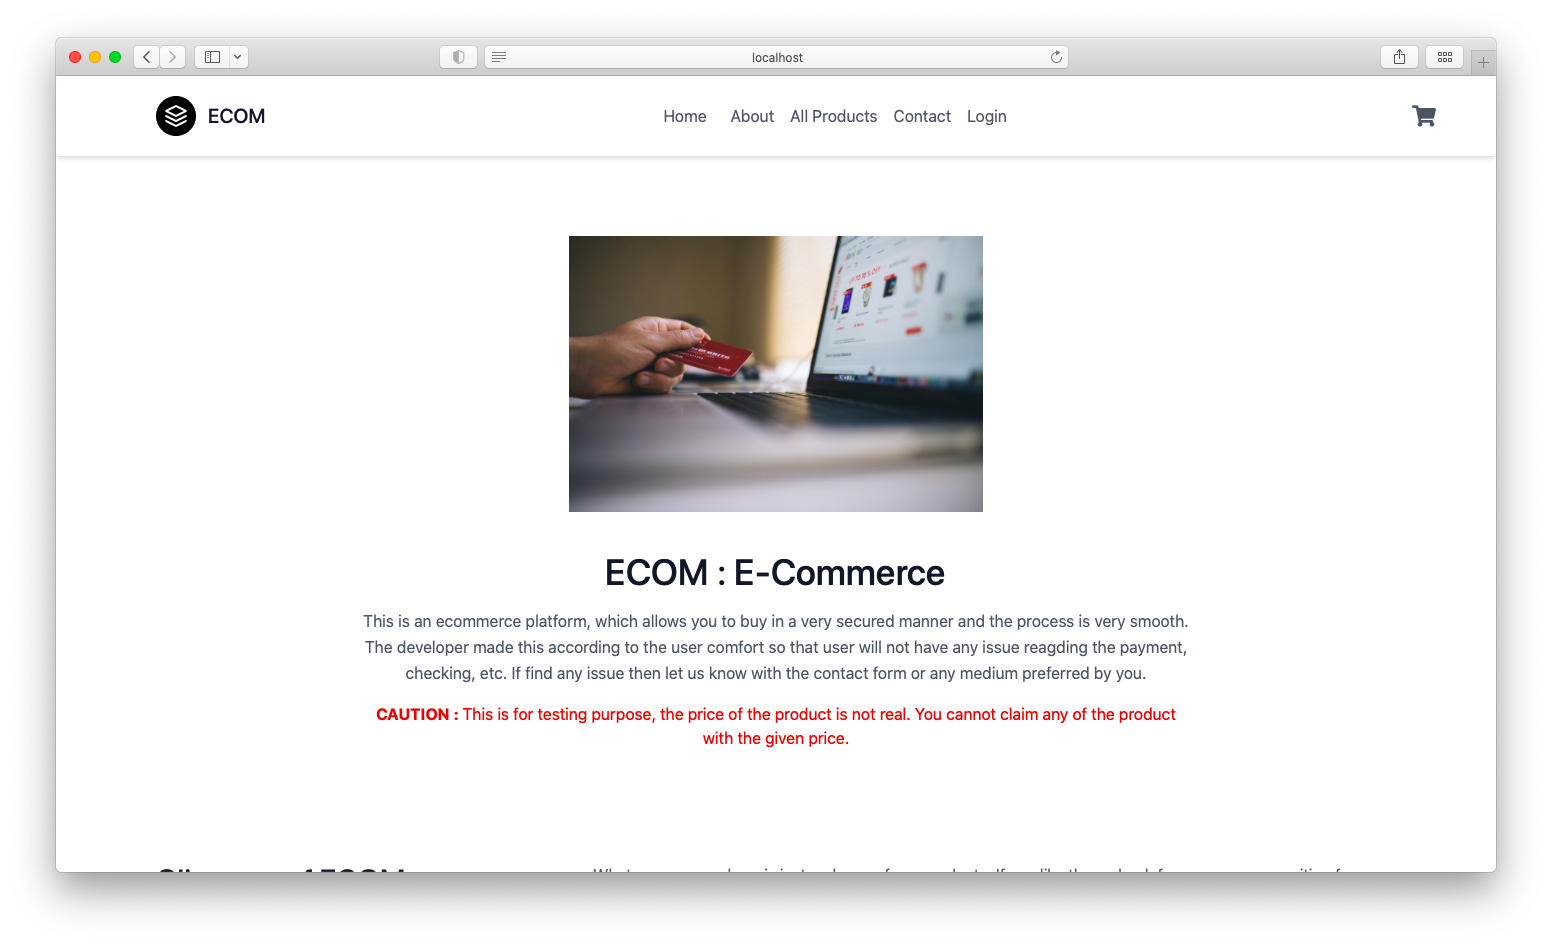 localhost
ECOM
Home About All Products Contact Login
ECOM : E-Commerce
This is an ecommerce platform, which allows you to buy in a very secured manner and the process is very smooth.
The developer made this according to the user comfort so that user will not have any issue reagding the payment,
checking, etc. If find any issue then let us know with the contact form or any medium preferred by you.
CAUTION : This is for testing purpose, the price of the product is not real. You cannot claim any of the product
with the given price.
ECOM